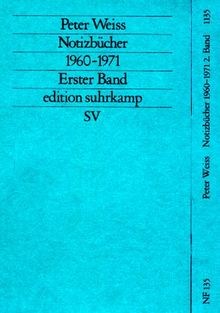 Peter Weiss
Notizbücher
1960-1971
Erster Band
edition suhrkamp
SV
Peter Weiss Notizbücher 1960-1971 2. Band 1135
NF 135